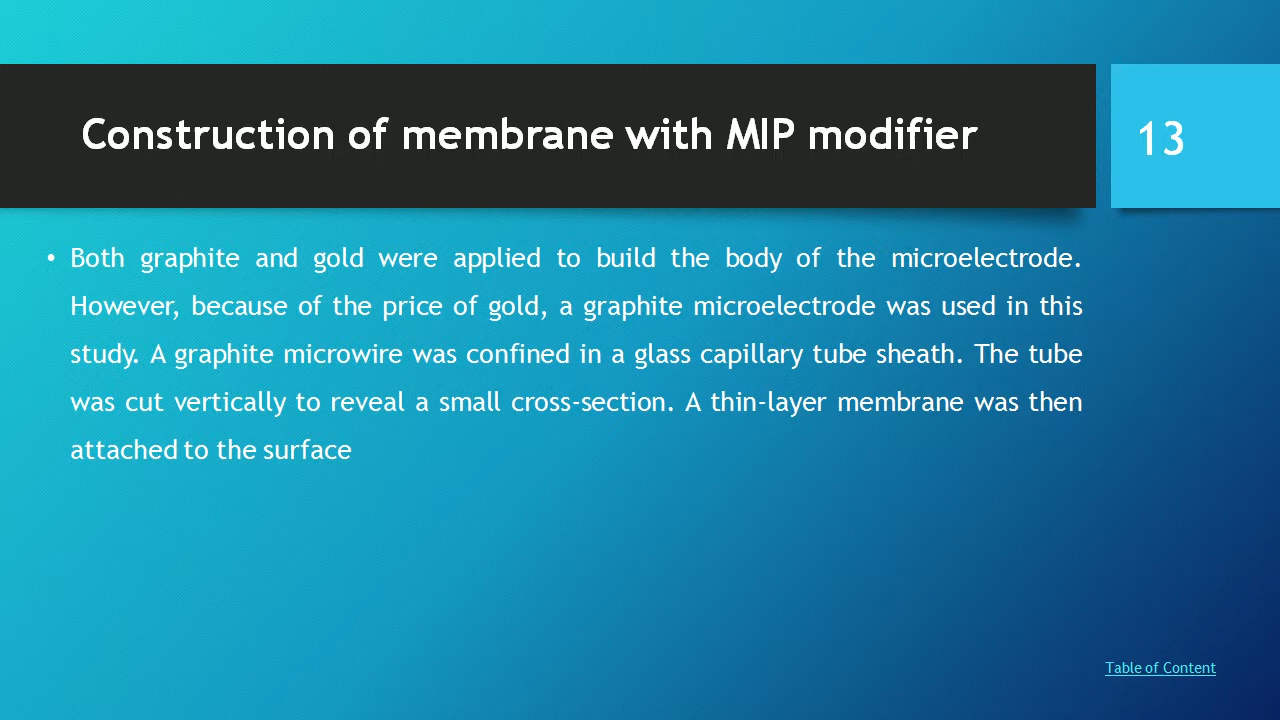 Construction of membrane with MIP modifier
13
• Both graphite and gold were applied to build the body of the microelectrode.
However, because of the price of gold, a graphite microelectrode was used in this
study. A graphite microwire was confined in a glass capillary tube sheath. The tube
was cut vertically to reveal a small cross-section. A thin-layer membrane was then
attached to the surface
Table of Content